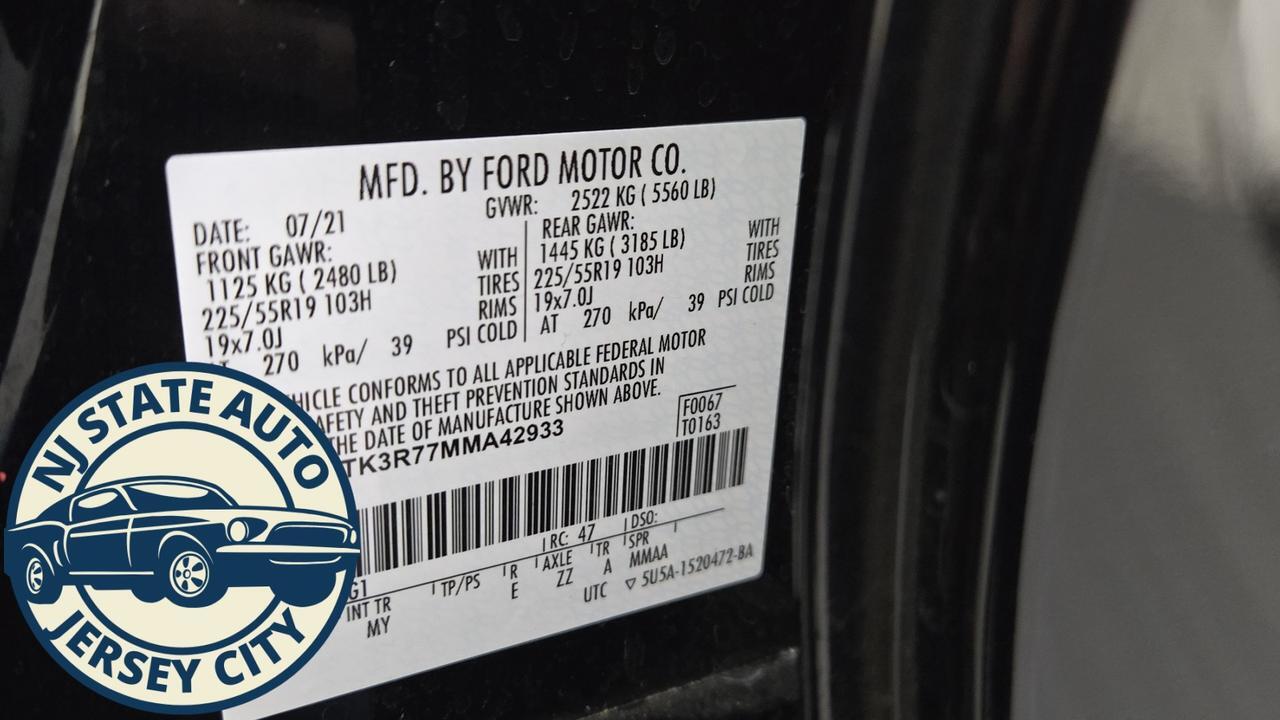 MFD. BY FORD MOTOR CO.
DATE: 07/21 GVWR: 2522 KG ( 5560 LB)
FRONT GAWR: REAR GAWR:
1125 KG ( 2480 LB) WITH 1445 KG ( 3185 LB) WITH
225/55R19 103H TIRES 225/55R19 103H TIRES
19x7.0J RIMS 19x7.0J RIMS
270 kPa/ 39 PSI COLD AT 270 kPa/ 39 PSI COLD
HICLE CONFORMS TO ALL APPLICABLE FEDERAL MOTOR
AFETY AND THEFT PREVENTION STANDARDS IN
THE DATE OF MANUFACTURE SHOWN ABOVE.
TK3R77MMA42933
F0067
T0163
RC: 47 DSO:
G1 TP/PS R AXLE TR SPR
INT TR E ZZ A MMAA
MY UTC ▽ 5U5A-1520472-BA
NJ STATE AUTO
JERSEY CITY